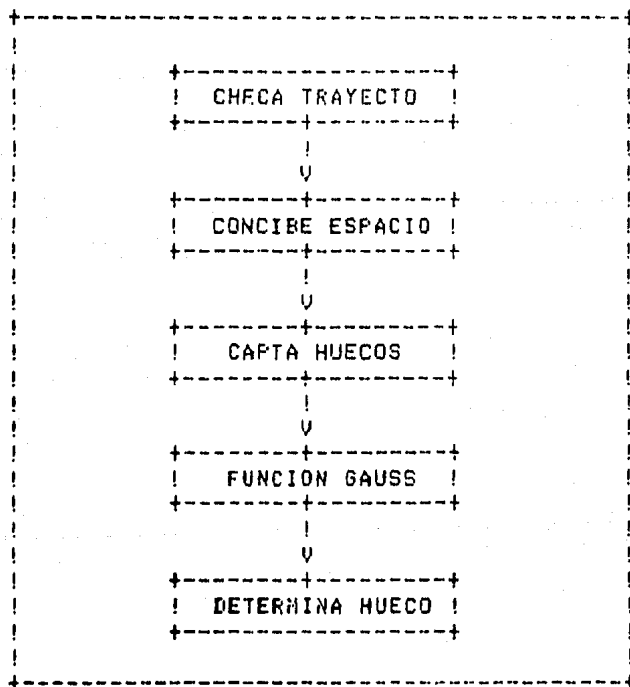 CHECA TRAYECTO
CONCIBE ESPACIO
CAPTA HUECOS
FUNCION GAUSS
DETERMINA HUECO